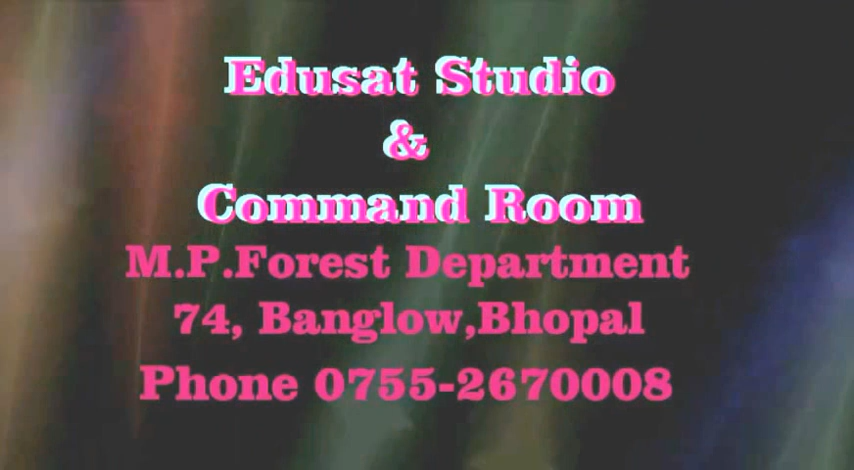 Edusat Studio
&
Command Room
M.P.Forest Department
74, Banglow,Bhopal
Phone 0755-2670008